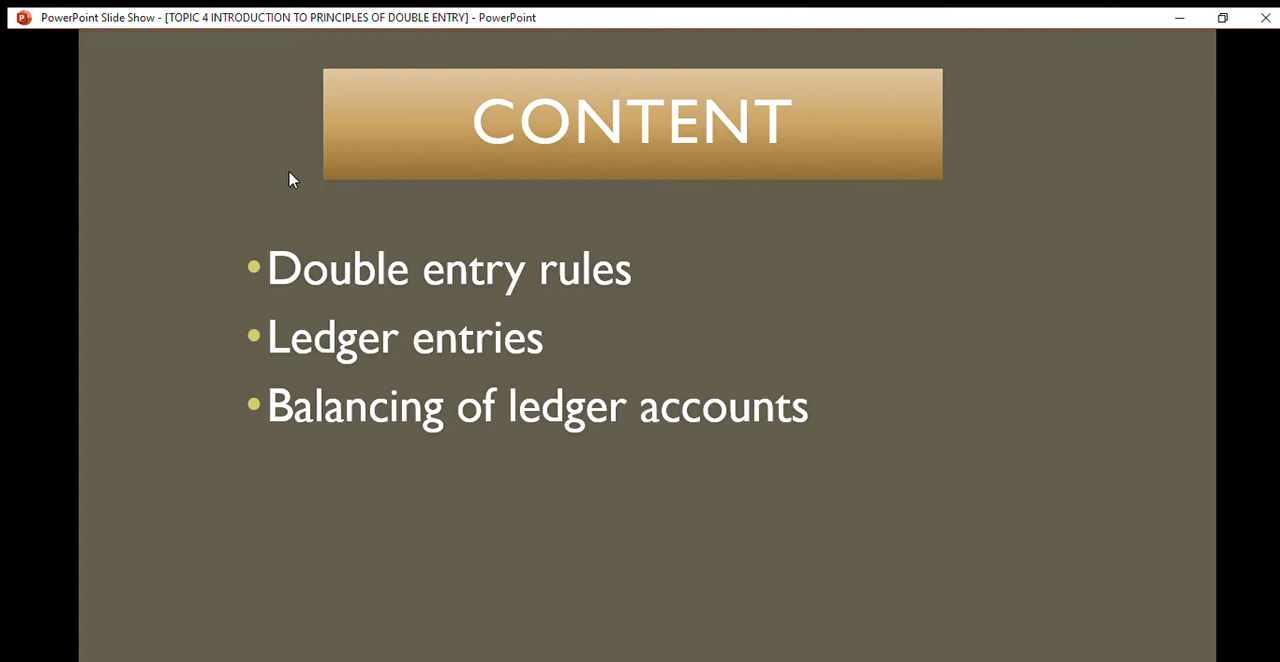 PowerPoint Slide Show - [TOPIC 4 INTRODUCTION TO PRINCIPLES OF DOUBLE ENTRY] - PowerPoint
CONTENT
•Double entry rules
•Ledger entries
•Balancing of ledger accounts